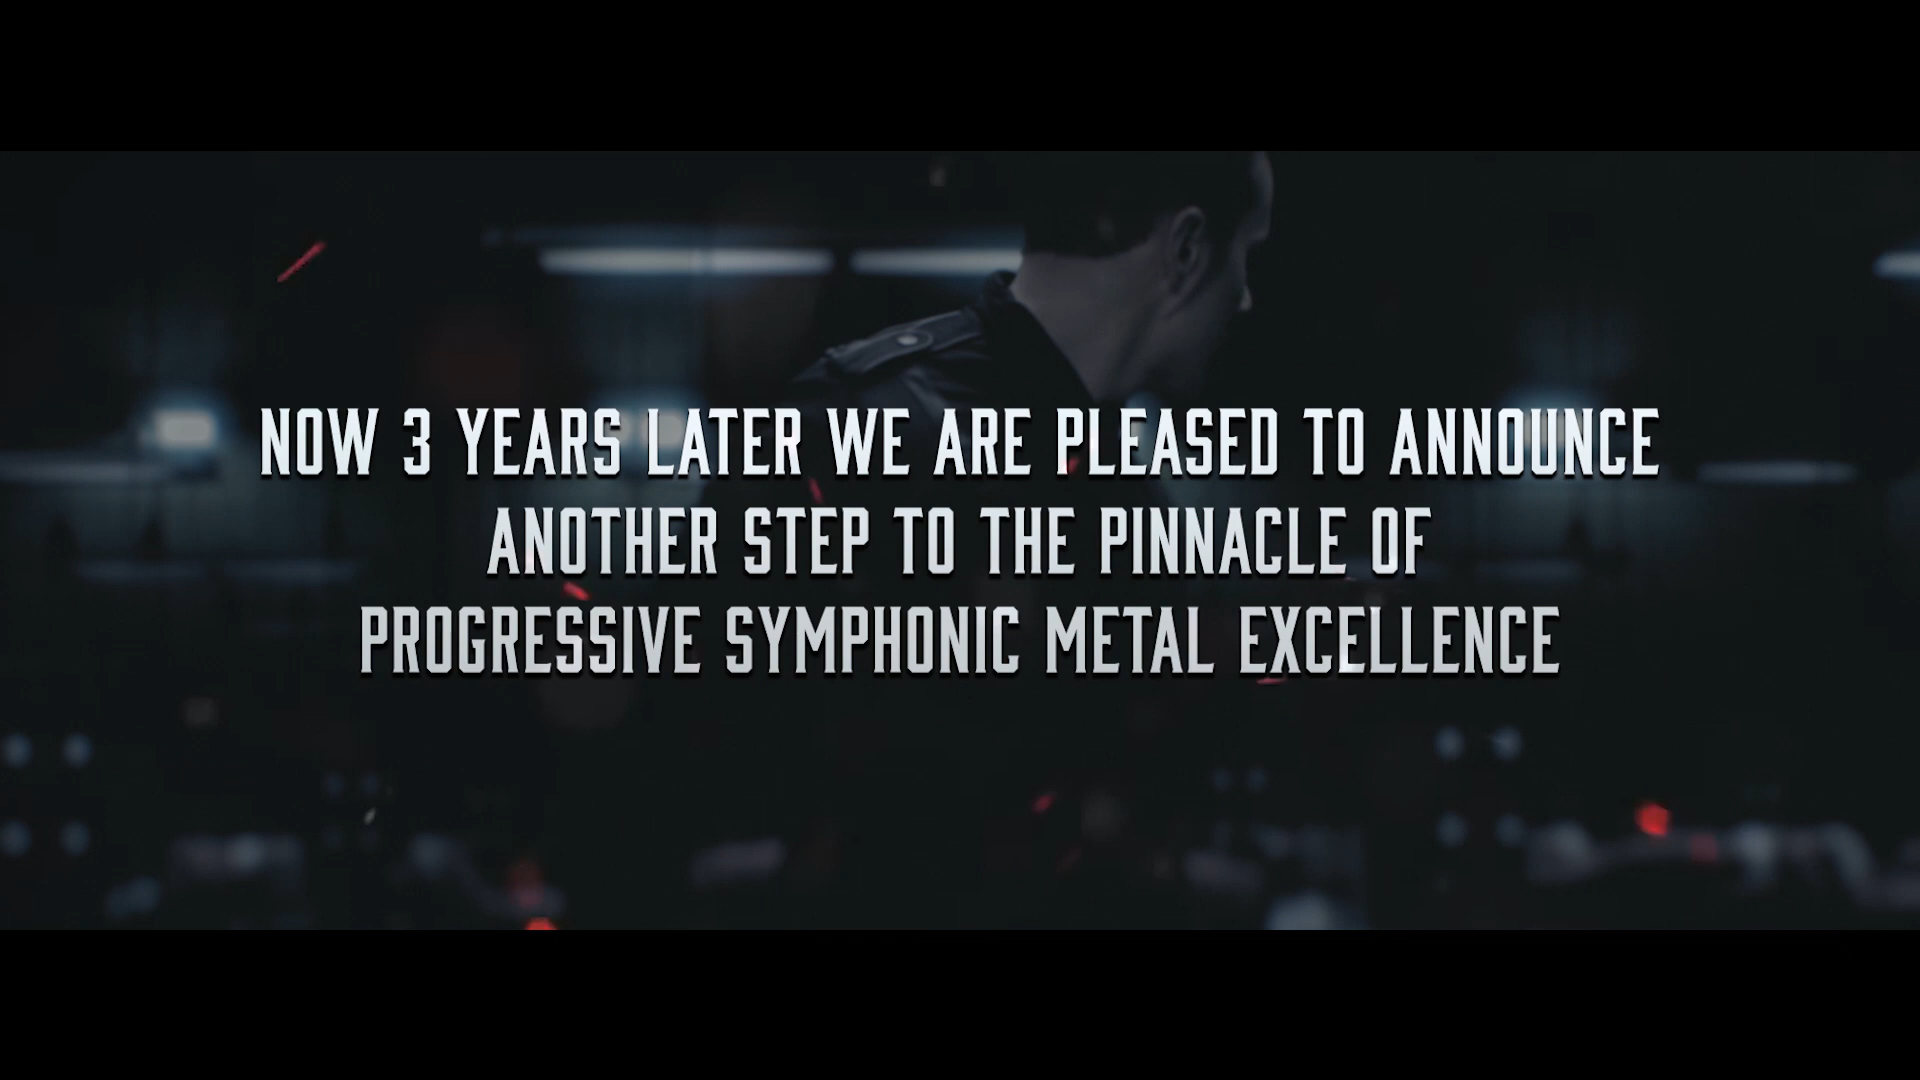 NOW 3 YEARS LATER WE ARE PLEASED TO ANNOUNCE
ANOTHER STEP TO THE PINNACLE OF
PROGRESSIVE SYMPHONIC METAL EXCELLENCE